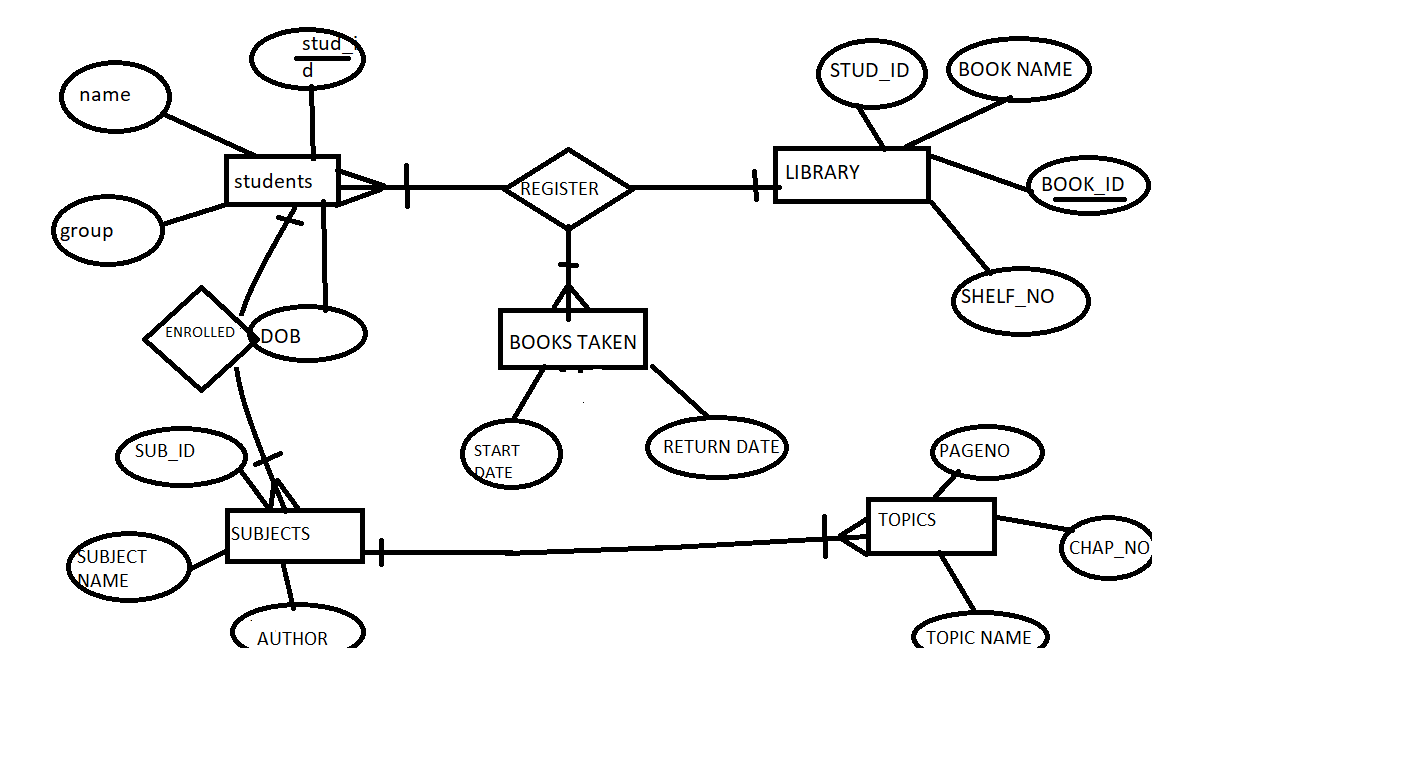 stud_i
d
name
students
group
ENROLLED
DOB
REGISTER
STUD_ID
BOOK NAME
LIBRARY
BOOK_ID
SHELF_NO
BOOKS TAKEN
START
DATE
RETURN DATE
SUB_ID
SUBJECTS
SUBJECT
NAME
AUTHOR
PAGENO
TOPICS
CHAP_NO
TOPIC NAME